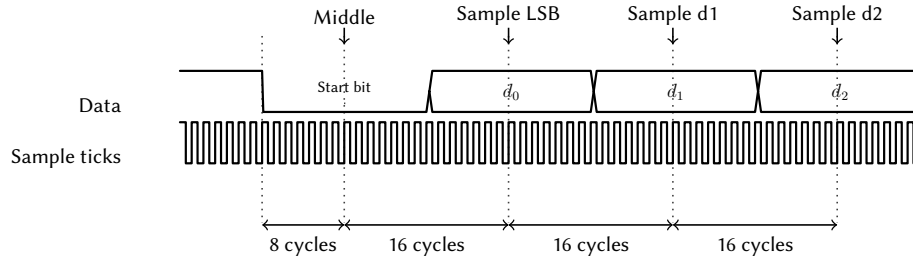 Middle
Sample LSB
Sample d1
Sample d2
Data
Start bit
d0
d1
d2
Sample ticks
8 cycles
16 cycles
16 cycles
16 cycles